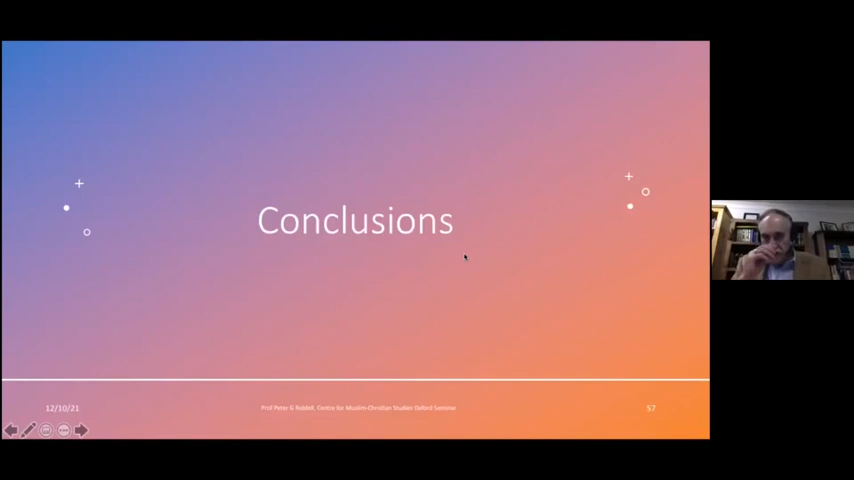 Conclusions
12/10/21
Prof Peter G Riddell, Centre for Muslim-Christian Studies Oxford Seminar
57